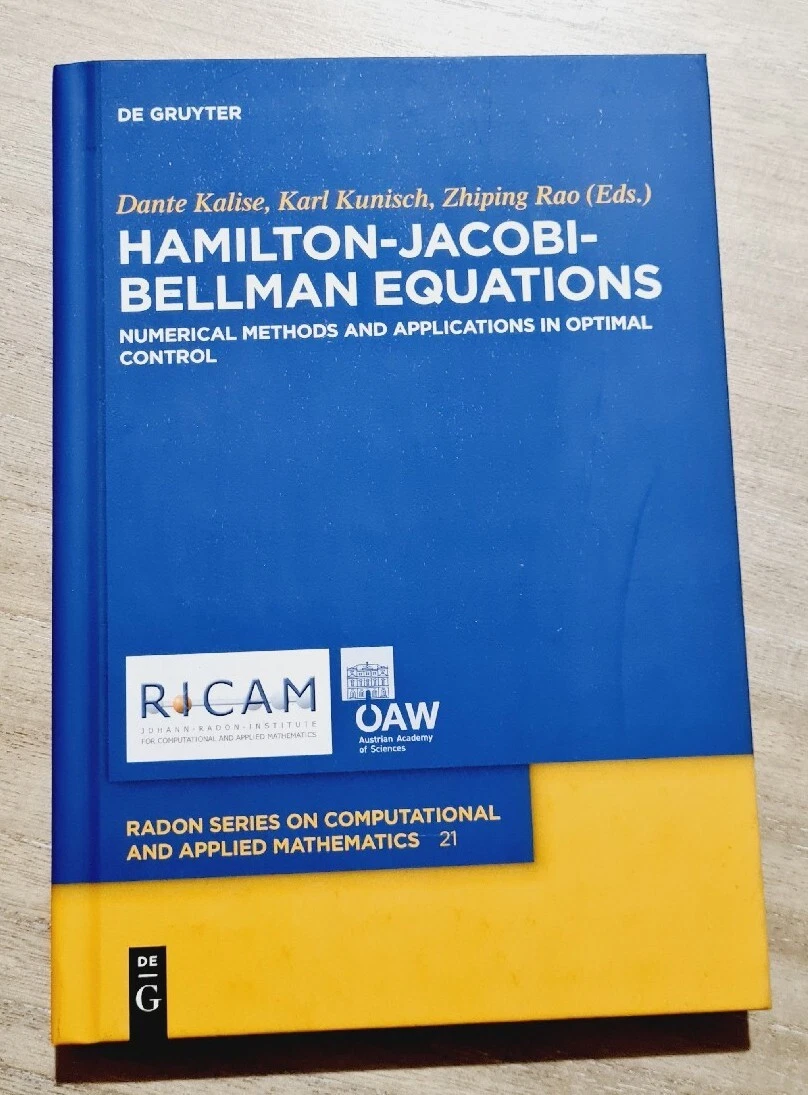 DE GRUYTER
Dante Kalise, Karl Kunisch, Zhiping Rao (Eds.)
HAMILTON-JACOBI-
BELLMAN EQUATIONS
NUMERICAL METHODS AND APPLICATIONS IN OPTIMAL
CONTROL
RICAM
JOHANN-RADON-INSTITUTE
FOR COMPUTATIONAL AND APPLIED MATHEMATICS
ÖAW
Austrian Academy
of Sciences
RADON SERIES ON COMPUTATIONAL
AND APPLIED MATHEMATICS 21
DE
G